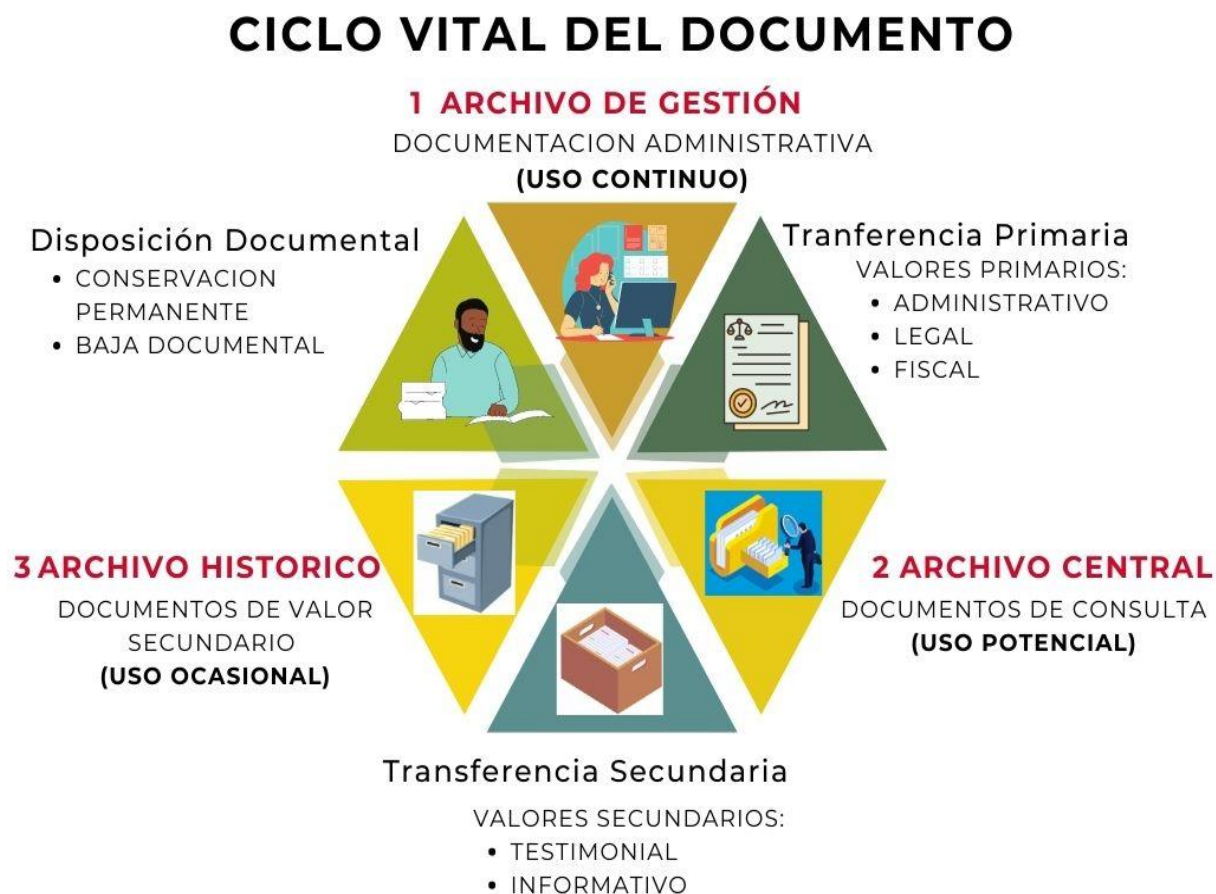 CICLO VITAL DEL DOCUMENTO
1 ARCHIVO DE GESTIÓN
DOCUMENTACION ADMINISTRATIVA
(USO CONTINUO)
Disposición Documental
• CONSERVACION
PERMANENTE
• BAJA DOCUMENTAL
Tranferencia Primaria
VALORES PRIMARIOS:
• ADMINISTRATIVO
• LEGAL
• FISCAL
3 ARCHIVO HISTORICO
DOCUMENTOS DE VALOR
SECUNDARIO
(USO OCASIONAL)
2 ARCHIVO CENTRAL
DOCUMENTOS DE CONSULTA
(USO POTENCIAL)
Transferencia Secundaria
VALORES SECUNDARIOS:
• TESTIMONIAL
• INFORMATIVO